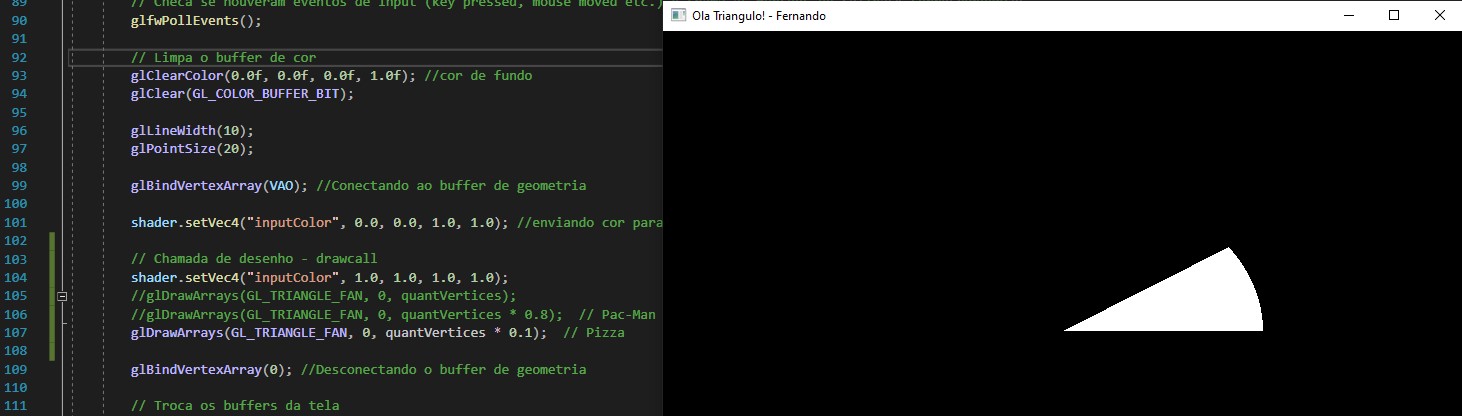 89 // Checa se houveram eventos de input (key pressed, mouse moved etc.)
90 glfwPollEvents();
91
92 // Limpa o buffer de cor
93 glClearColor(0.0f, 0.0f, 0.0f, 1.0f); //cor de fundo
94 glClear(GL_COLOR_BUFFER_BIT);
95
96 glLineWidth(10);
97 glPointSize(20);
98
99 glBindVertexArray(VAO); //Conectando ao buffer de geometria
100
101 shader.setVec4("inputColor", 0.0, 0.0, 1.0, 1.0); //enviando cor para
102
103 // Chamada de desenho - drawcall
104 shader.setVec4("inputColor", 1.0, 1.0, 1.0, 1.0);
105 //glDrawArrays(GL_TRIANGLE_FAN, 0, quantVertices);
106 //glDrawArrays(GL_TRIANGLE_FAN, 0, quantVertices * 0.8);  // Pac-Man
107 glDrawArrays(GL_TRIANGLE_FAN, 0, quantVertices * 0.1);  // Pizza
108
109 glBindVertexArray(0); //Desconectando o buffer de geometria
110
111 // Troca os buffers da tela
Ola Triangulo! - Fernando